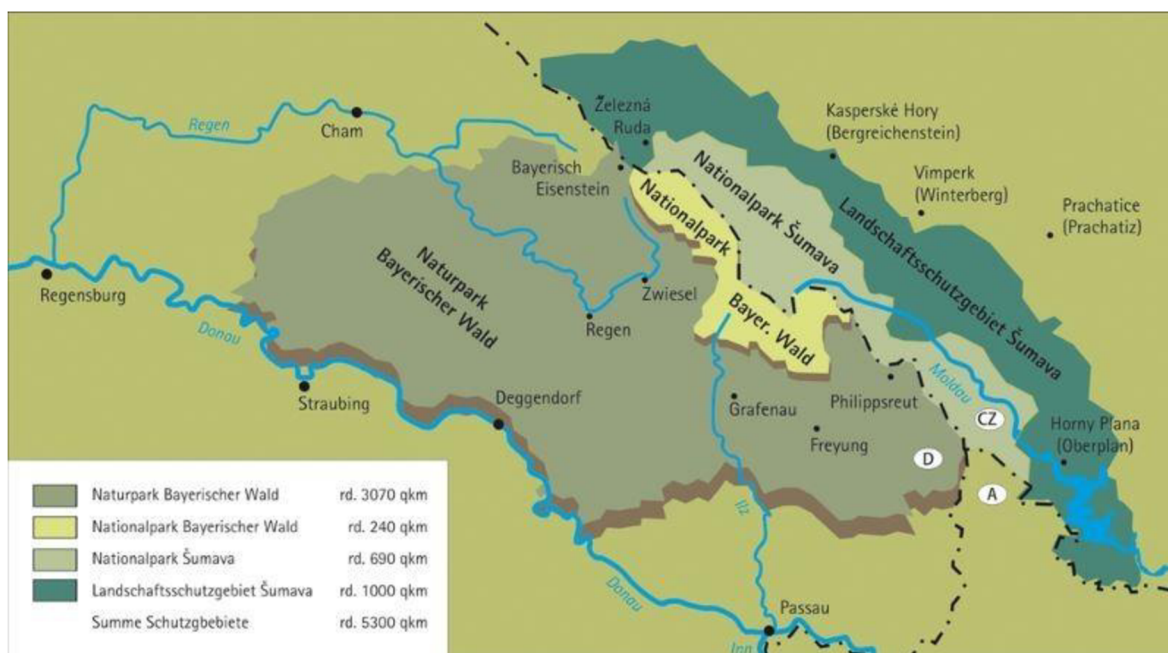 Regen
Cham
Železná
Ruda
Kasperské Hory
(Bergreichenstein)
Bayerisch
Eisenstein
Nationalpark
Nationalpark Šumava
Landschaftsschutzgebiet Šumava
Vimperk
(Winterberg)
Prachatice
(Prachatiz)
Regensburg
Donau
Naturpark
Bayerischer Wald
Zwiesel
Regen
Bayer. Wald
Moldau
Straubing
Deggendorf
Grafenau
Philippsreut
Freyung
CZ
D
A
Horny Plana
(Oberplan)
Ilz
Donau
Passau
Inn
Naturpark Bayerischer Wald rd. 3070 qkm
Nationalpark Bayerischer Wald rd. 240 qkm
Nationalpark Šumava rd. 690 qkm
Landschaftsschutzgebiet Šumava rd. 1000 qkm
Summe Schutzgbebiete rd. 5300 qkm